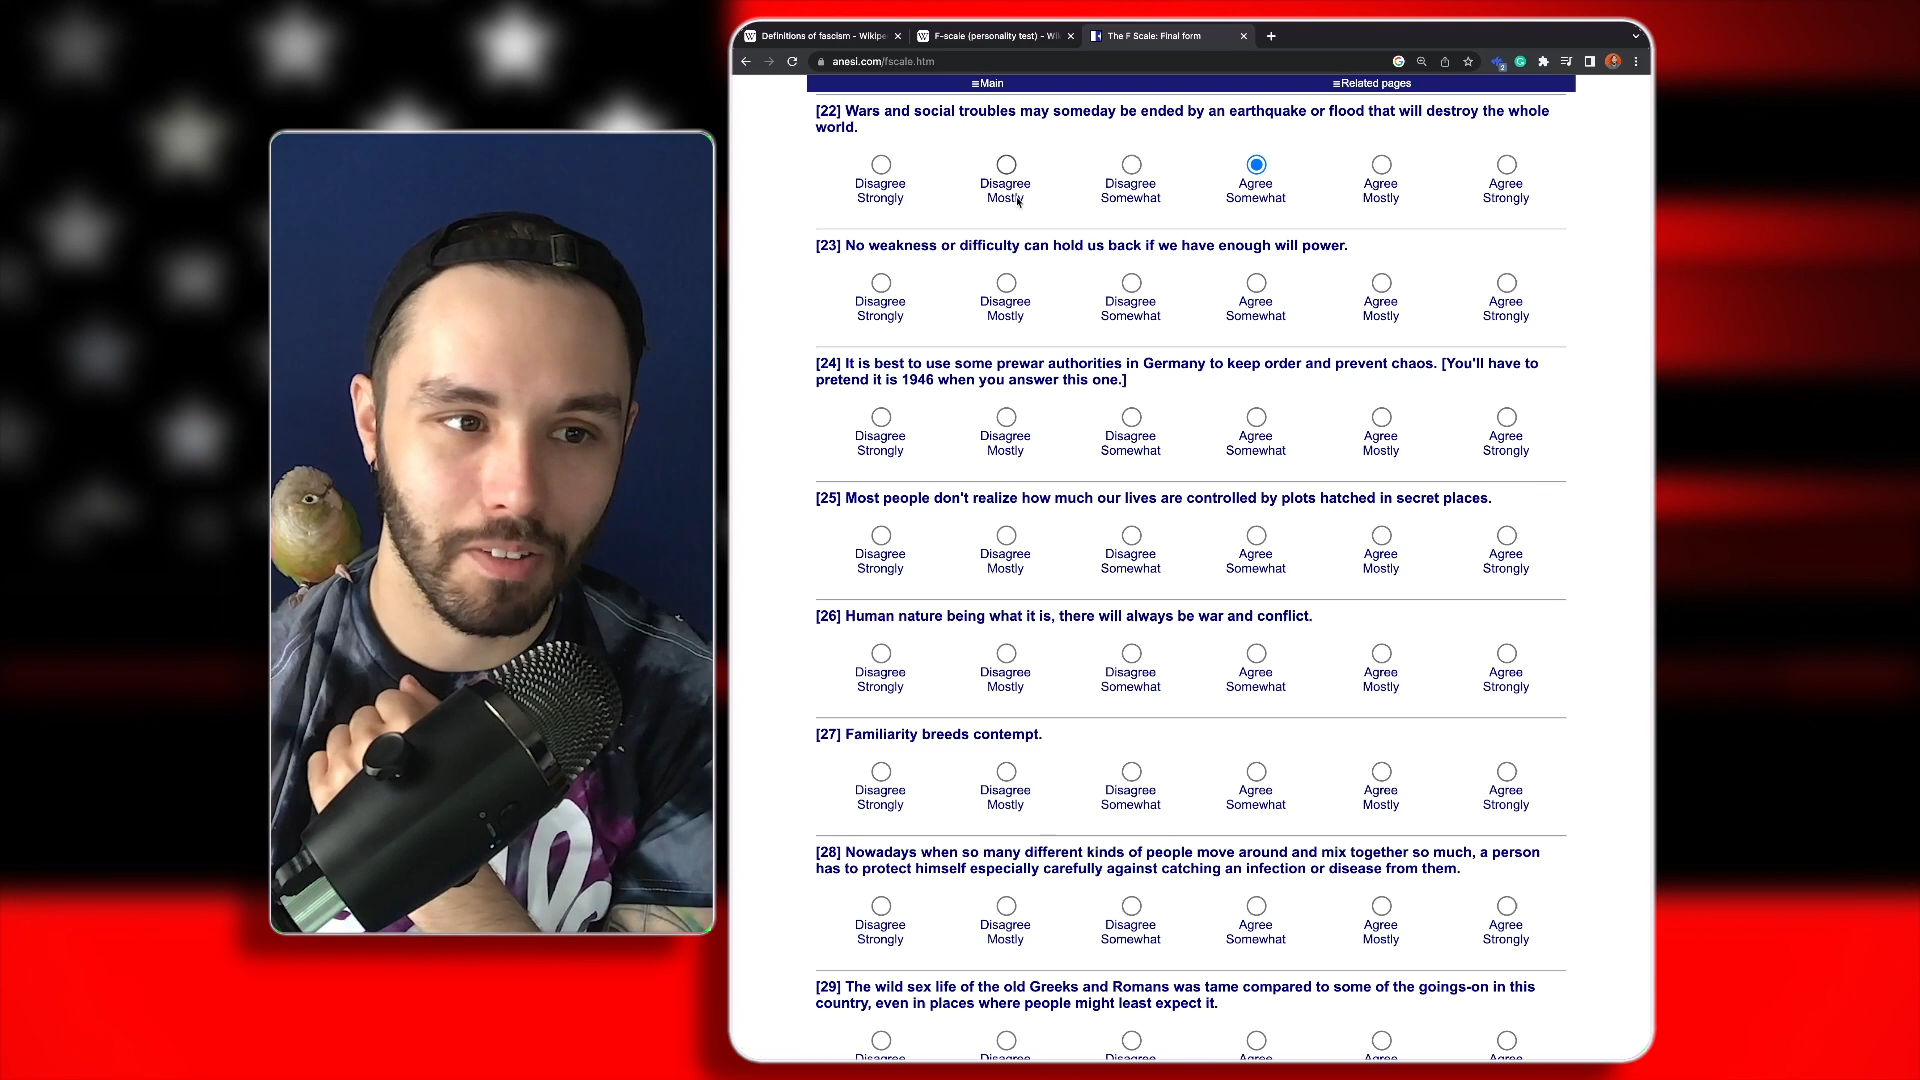 Definitions of fascism - Wikipe
F-scale (personality test) - Wi
The F Scale: Final form
anesi.com/fscale.htm
≡Main
≡Related pages
[22] Wars and social troubles may someday be ended by an earthquake or flood that will destroy the whole
world.
Disagree Strongly
Disagree Mostly
Disagree Somewhat
Agree Somewhat
Agree Mostly
Agree Strongly
[23] No weakness or difficulty can hold us back if we have enough will power.
Disagree Strongly
Disagree Mostly
Disagree Somewhat
Agree Somewhat
Agree Mostly
Agree Strongly
[24] It is best to use some prewar authorities in Germany to keep order and prevent chaos. [You'll have to
pretend it is 1946 when you answer this one.]
Disagree Strongly
Disagree Mostly
Disagree Somewhat
Agree Somewhat
Agree Mostly
Agree Strongly
[25] Most people don't realize how much our lives are controlled by plots hatched in secret places.
Disagree Strongly
Disagree Mostly
Disagree Somewhat
Agree Somewhat
Agree Mostly
Agree Strongly
[26] Human nature being what it is, there will always be war and conflict.
Disagree Strongly
Disagree Mostly
Disagree Somewhat
Agree Somewhat
Agree Mostly
Agree Strongly
[27] Familiarity breeds contempt.
Disagree Strongly
Disagree Mostly
Disagree Somewhat
Agree Somewhat
Agree Mostly
Agree Strongly
[28] Nowadays when so many different kinds of people move around and mix together so much, a person
has to protect himself especially carefully against catching an infection or disease from them.
Disagree Strongly
Disagree Mostly
Disagree Somewhat
Agree Somewhat
Agree Mostly
Agree Strongly
[29] The wild sex life of the old Greeks and Romans was tame compared to some of the goings-on in this
country, even in places where people might least expect it.
Disagree
Disagree
Disagree
Agree
Agree
Agree